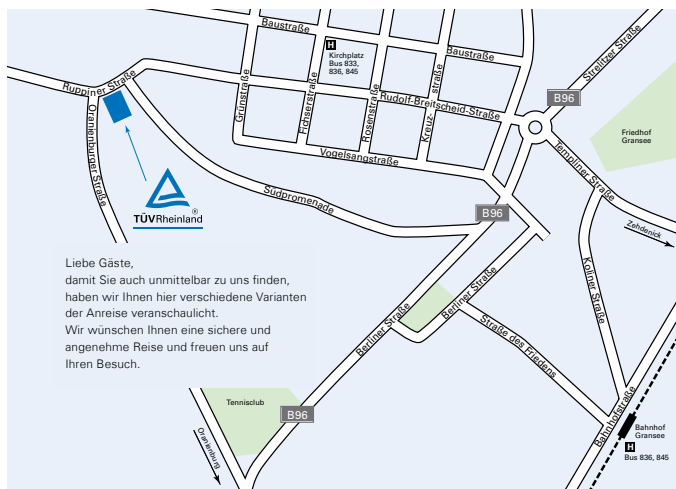 Baustraße
H
Kirchplatz
Bus 833,
836, 845
Baustraße
Strelitzer Straße
Ruppiner Straße
Grünstraße
Fichserstraße
Rosenstraße
Kreuz-
straße
Rudolf-Breitscheid-Straße
B96
Friedhof
Gransee
Oranienburger Straße
Vogelsangstraße
Templiner Straße
TÜVRheinland
®
Südpromenade
B96
Zehdenick
Koliner Straße
Liebe Gäste,
damit Sie auch unmittelbar zu uns finden,
haben wir Ihnen hier verschiedene Varianten
der Anreise veranschaulicht.
Wir wünschen Ihnen eine sichere und
angenehme Reise und freuen uns auf
Ihren Besuch.
Berliner Straße
Berliner Straße
Straße des Friedens
Tennisclub
B96
Oranienburg
Bahnhofstraße
Bahnhof
Gransee
H
Bus 836, 845